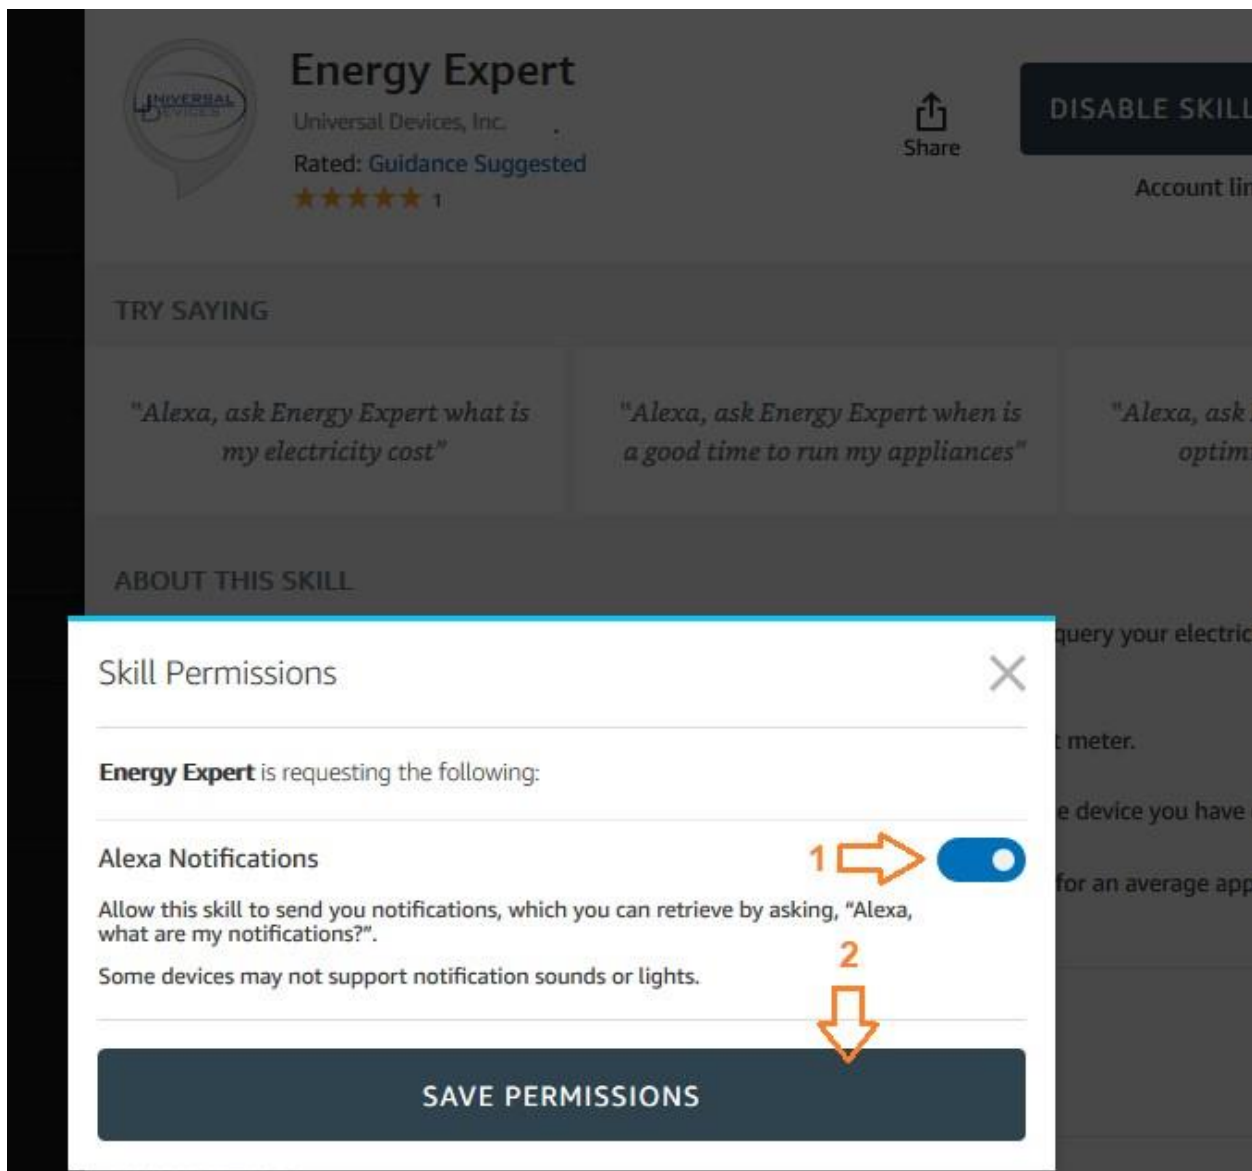 UNIVERSAL
DEVICES
Energy Expert
Universal Devices, Inc.
Rated: Guidance Suggested
1
Share
DISABLE SKILL
Account
TRY SAYING
"Alexa, ask Energy Expert what is
my electricity cost"
"Alexa, ask Energy Expert when is
a good time to run my appliances"
"Alexa, ask
ABOUT THIS SKILL
query your
meter.
device you have
for an average
Skill Permissions
Energy Expert is requesting the following:
Alexa Notifications
1
Allow this skill to send you notifications, which you can retrieve by asking, “Alexa,
what are my notifications?”.
2
Some devices may not support notification sounds or lights.
SAVE PERMISSIONS